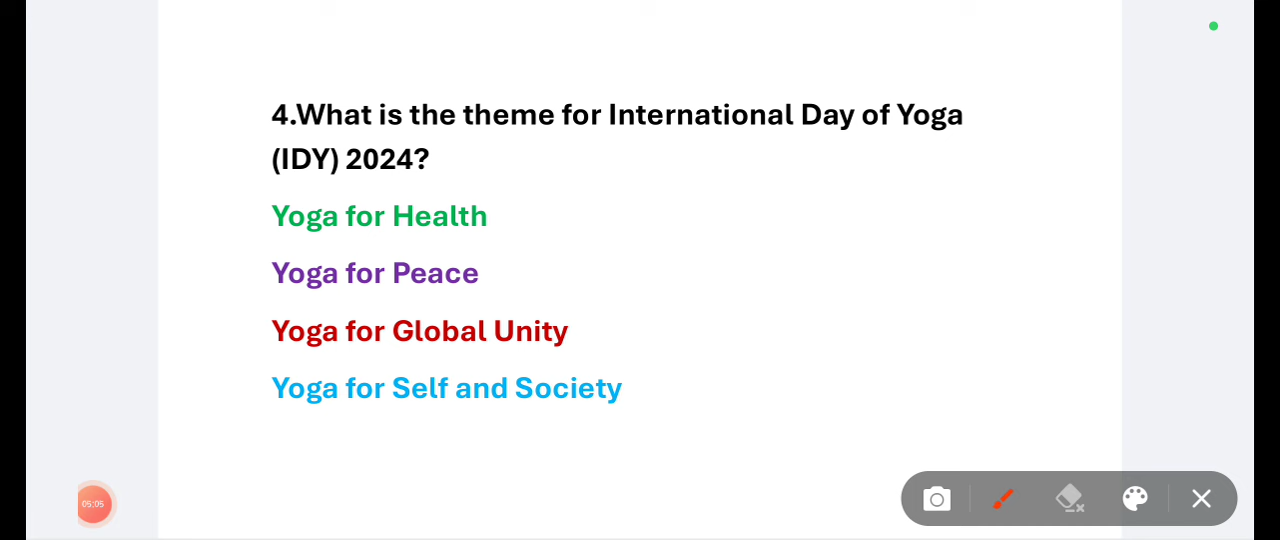 4.What is the theme for International Day of Yoga
(IDY) 2024?
Yoga for Health
Yoga for Peace
Yoga for Global Unity
Yoga for Self and Society
05:05